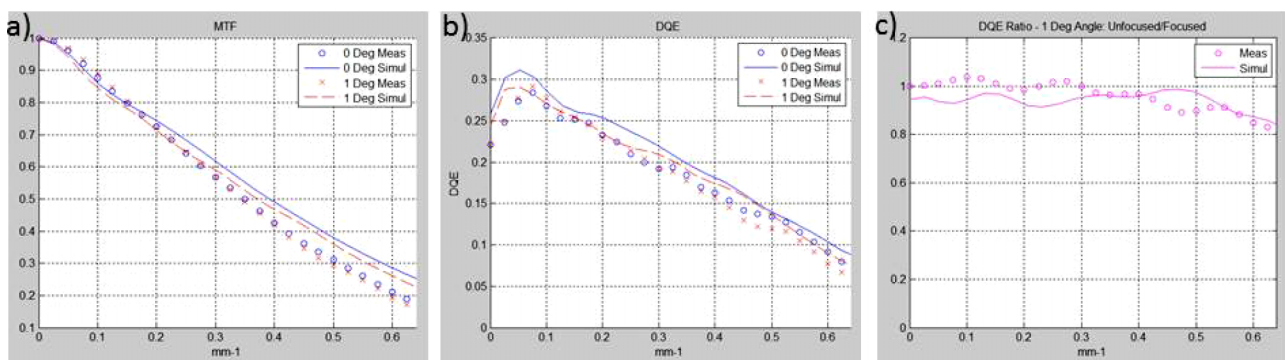 a)
MTF
1
0.9
0.8
0.7
0.6
0.5
0.4
0.3
0.2
0.1
0 0.1 0.2 0.3 0.4 0.5 0.6
mm-1
0 Deg Meas
0 Deg Simul
1 Deg Meas
1 Deg Simul
b)
DQE
0.35
0.3
0.25
0.2
0.15
0.1
0.05
0
DQE
0 0.1 0.2 0.3 0.4 0.5 0.6
mm-1
0 Deg Meas
0 Deg Simul
1 Deg Meas
1 Deg Simul
c)
DQE Ratio - 1 Deg Angle: Unfocused/Focused
1.2
1
0.8
0.6
0.4
0.2
0
0 0.1 0.2 0.3 0.4 0.5 0.6
mm-1
Meas
Simul